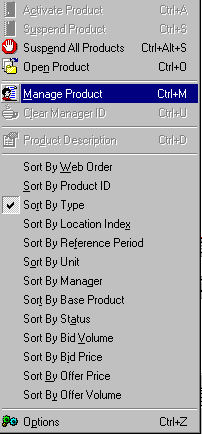 Activate Product Ctrl+A
Suspend Product Ctrl+S
Suspend All Products Ctrl+Alt+S
Open Product Ctrl+O
Manage Product Ctrl+M
Clear Manager ID Ctrl+U
Product Description Ctrl+D
Sort By Web Order
Sort By Product ID
Sort By Type
Sort By Location Index
Sort By Reference Period
Sort By Unit
Sort By Manager
Sort By Base Product
Sort By Status
Sort By Bid Volume
Sort By Bid Price
Sort By Offer Price
Sort By Offer Volume
Options Ctrl+Z